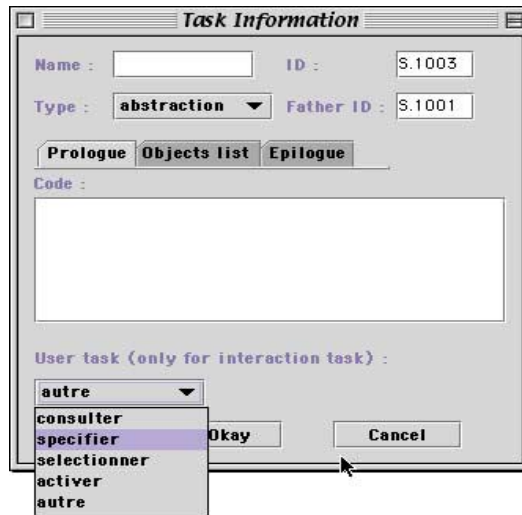 Task Information
Name : ID : S.1003
Type : abstraction Father ID : S.1001
Prologue Objects list Epilogue
Code :
User task (only for interaction task) :
autre
consulter
specifier Okay Cancel
selectionner
activer
autre